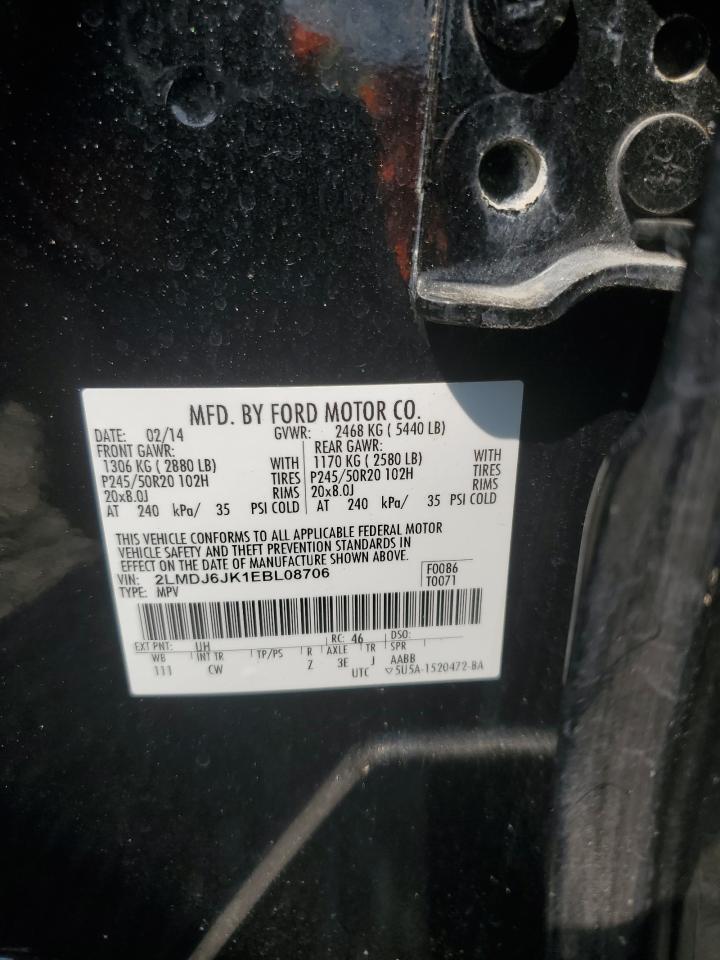 MFD. BY FORD MOTOR CO.
DATE: 02/14 GVWR: 2468 KG ( 5440 LB)
FRONT GAWR: REAR GAWR:
1306 KG ( 2880 LB) WITH 1170 KG ( 2580 LB) WITH
P245/50R20 102H TIRES P245/50R20 102H TIRES
20x8.0J RIMS 20x8.0J RIMS
AT 240 kPa/ 35 PSI COLD AT 240 kPa/ 35 PSI COLD
THIS VEHICLE CONFORMS TO ALL APPLICABLE FEDERAL MOTOR
VEHICLE SAFETY AND THEFT PREVENTION STANDARDS IN
EFFECT ON THE DATE OF MANUFACTURE SHOWN ABOVE.
VIN: 2LMDJ6JK1EBL08706 F0086
TYPE: MPV T0071
EXT PNT: UH RC: 46 DSO:
WB INT TR TP/PS R AXLE TR SPR
111 CW Z 3E J AABB
UTC ▽5U5A-1520472-BA